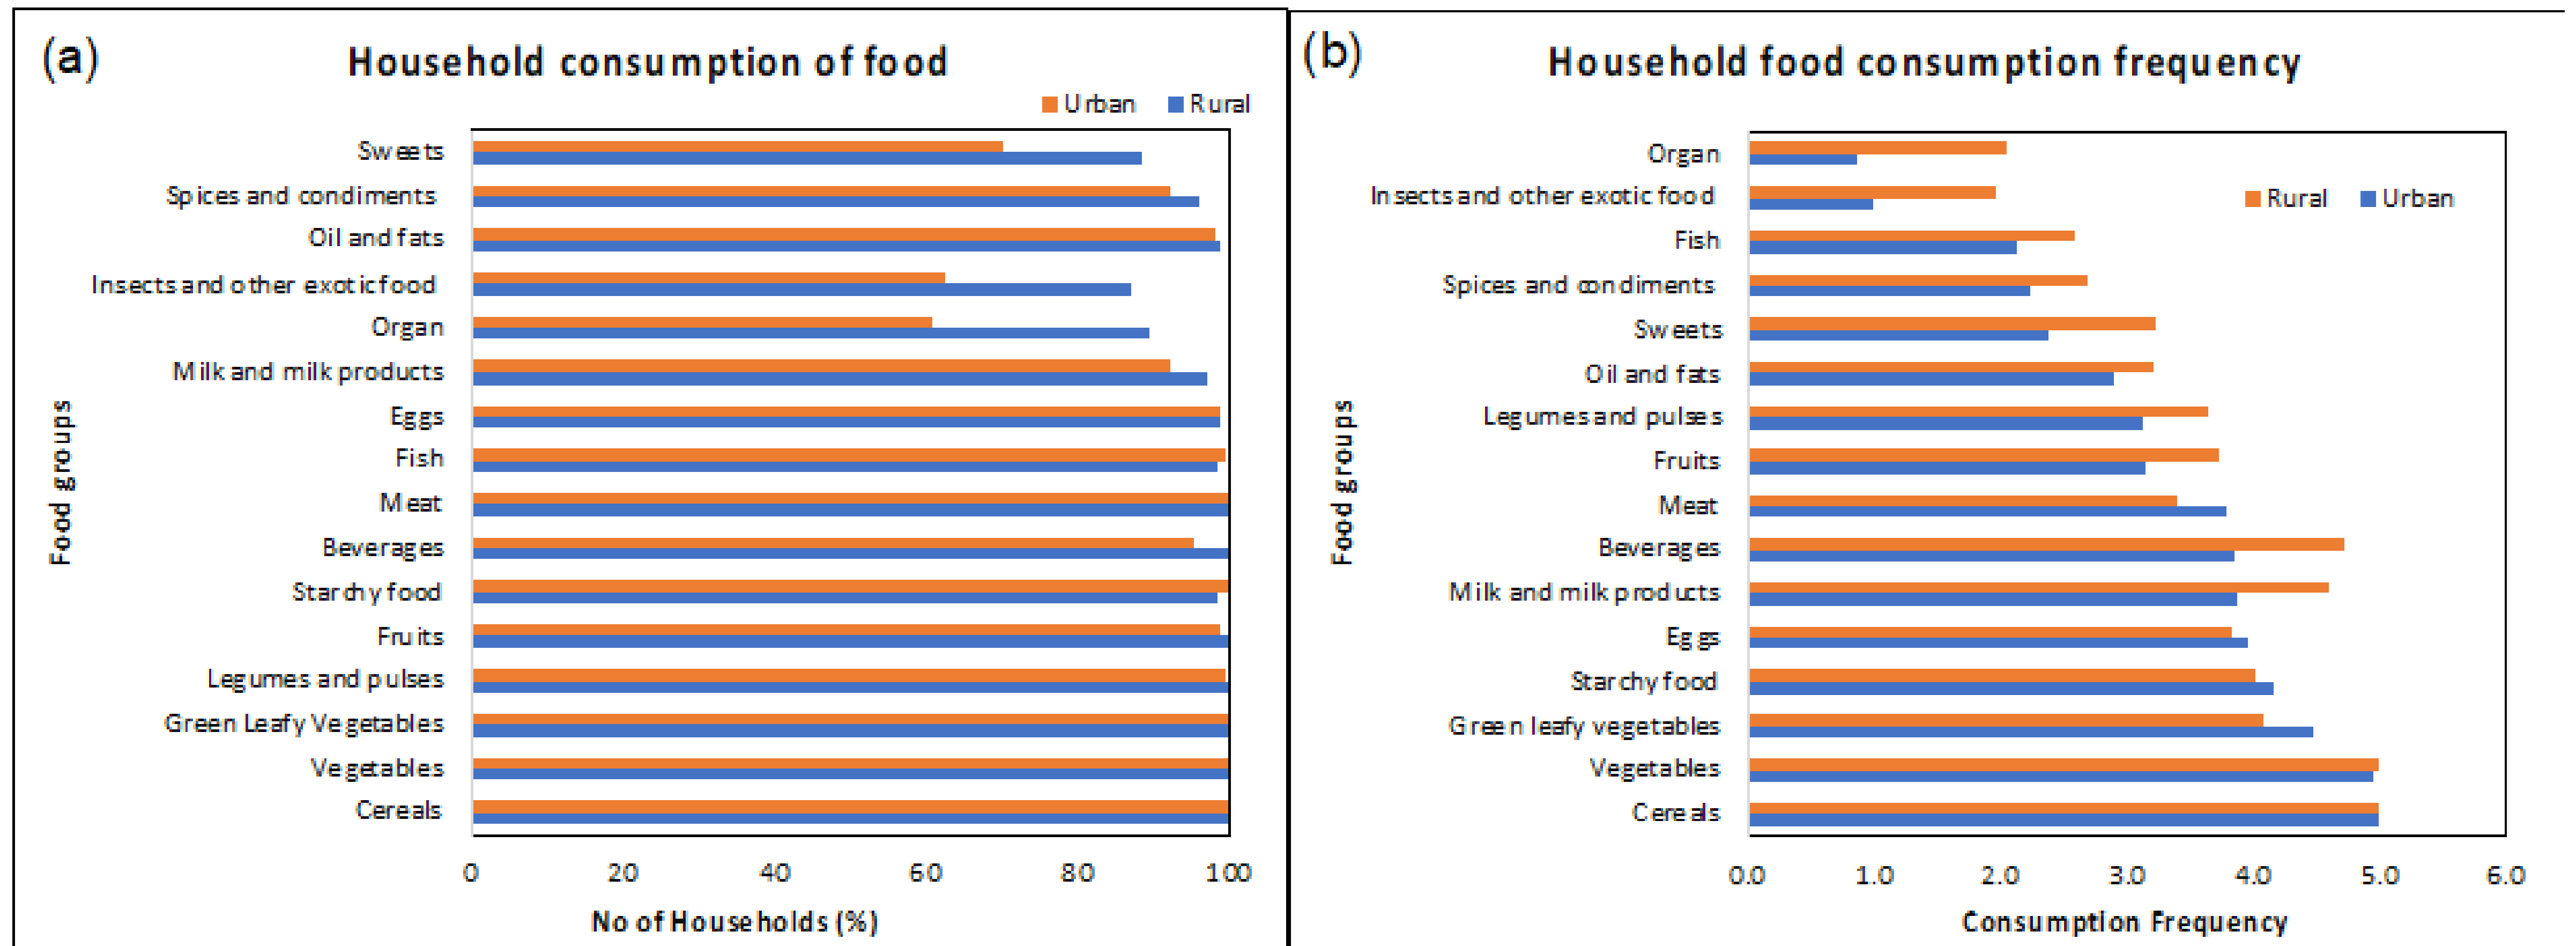 (a)
Household consumption of food
Urban Rural
Sweets
Spices and condiments
Oil and fats
Insects and other exotic food
Organ
Milk and milk products
Eggs
Fish
Meat
Beverages
Starchy food
Fruits
Legumes and pulses
Green Leafy Vegetables
Vegetables
Cereals
Food groups
0 20 40 60 80 100
No of Households (%)
(b)
Household food consumption frequency
Rural Urban
Organ
Insects and other exotic food
Fish
Spices and condiments
Sweets
Oil and fats
Legumes and pulses
Fruits
Meat
Beverages
Milk and milk products
Eggs
Starchy food
Green leafy vegetables
Vegetables
Cereals
Food groups
0.0 1.0 2.0 3.0 4.0 5.0 6.0
Consumption Frequency